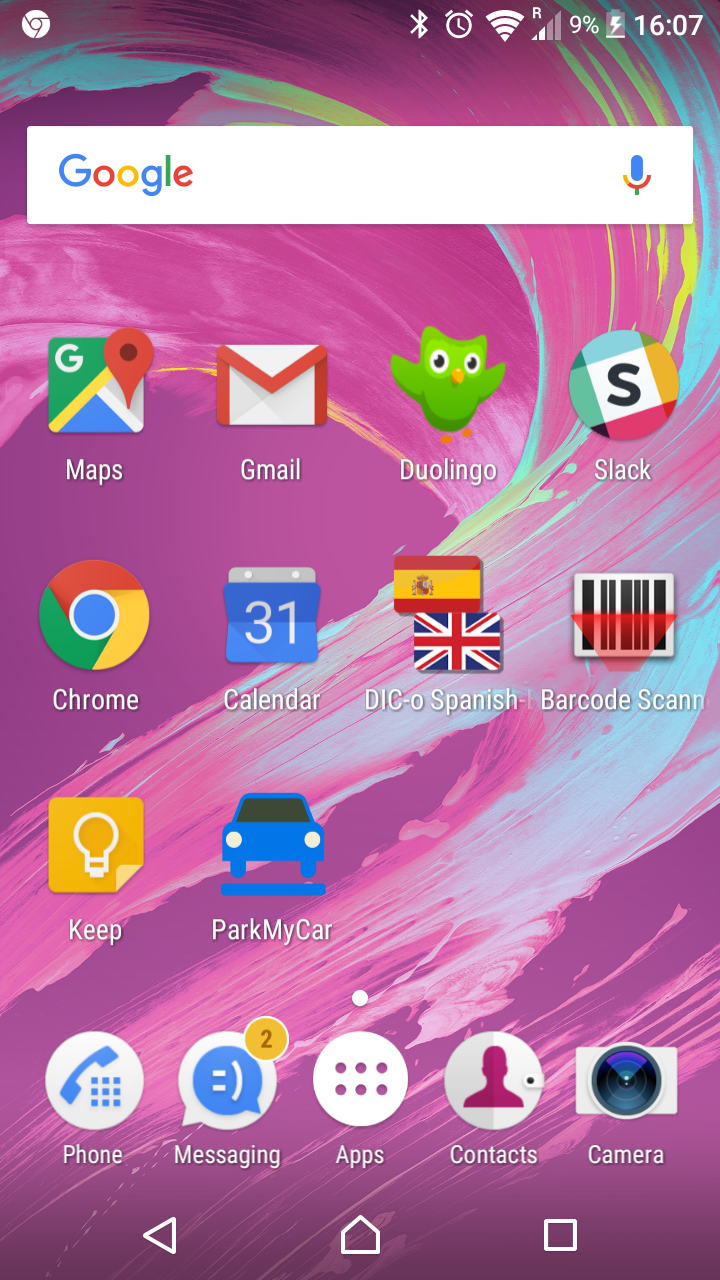 R 9% 16:07
Google
G S
Maps Gmail Duolingo Slack
31
Chrome Calendar DIC-o Spanish- Barcode Scann
Keep ParkMyCar
2
Phone Messaging Apps Contacts Camera